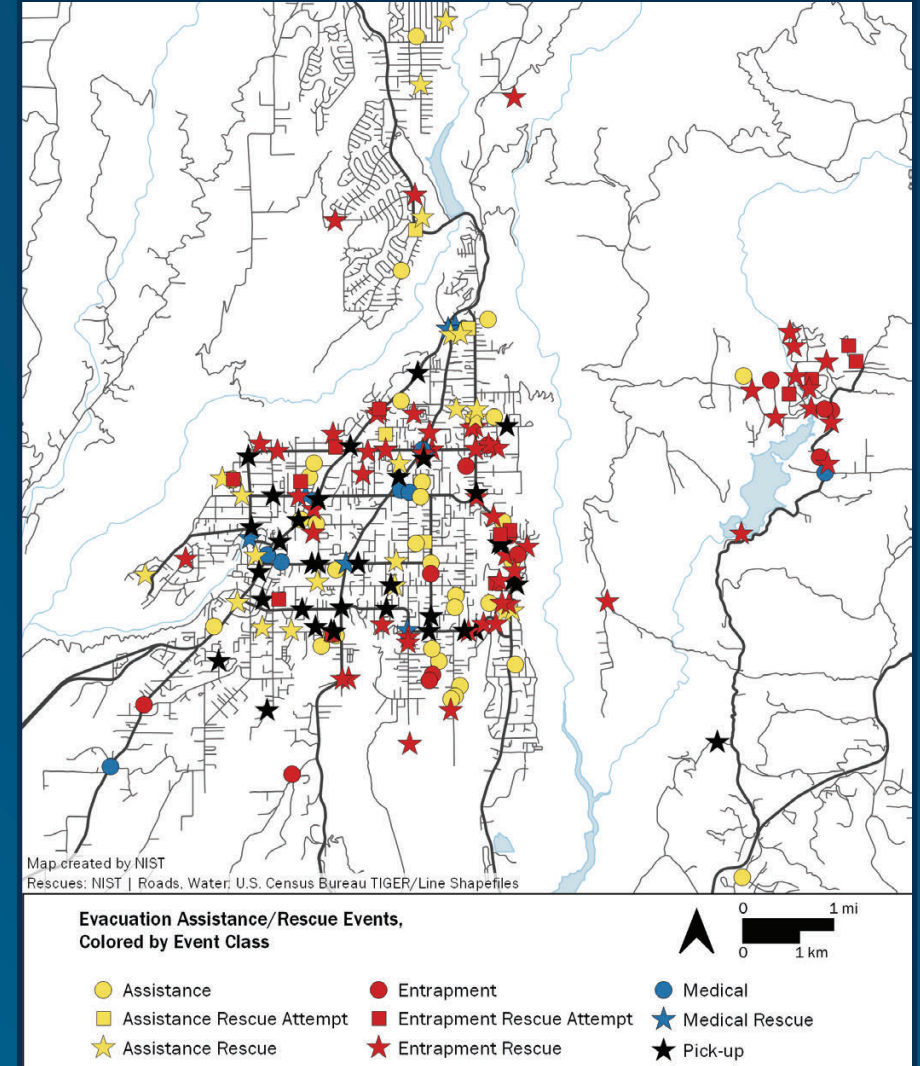 Map created by NIST
Rescues: NIST | Roads, Water: U.S. Census Bureau TIGER/Line Shapefiles
Evacuation Assistance/Rescue Events,
Colored by Event Class
0 1 mi
0 1 km
Assistance Entrapment Medical
Assistance Rescue Attempt Entrapment Rescue Attempt Medical Rescue
Assistance Rescue Entrapment Rescue Pick-up